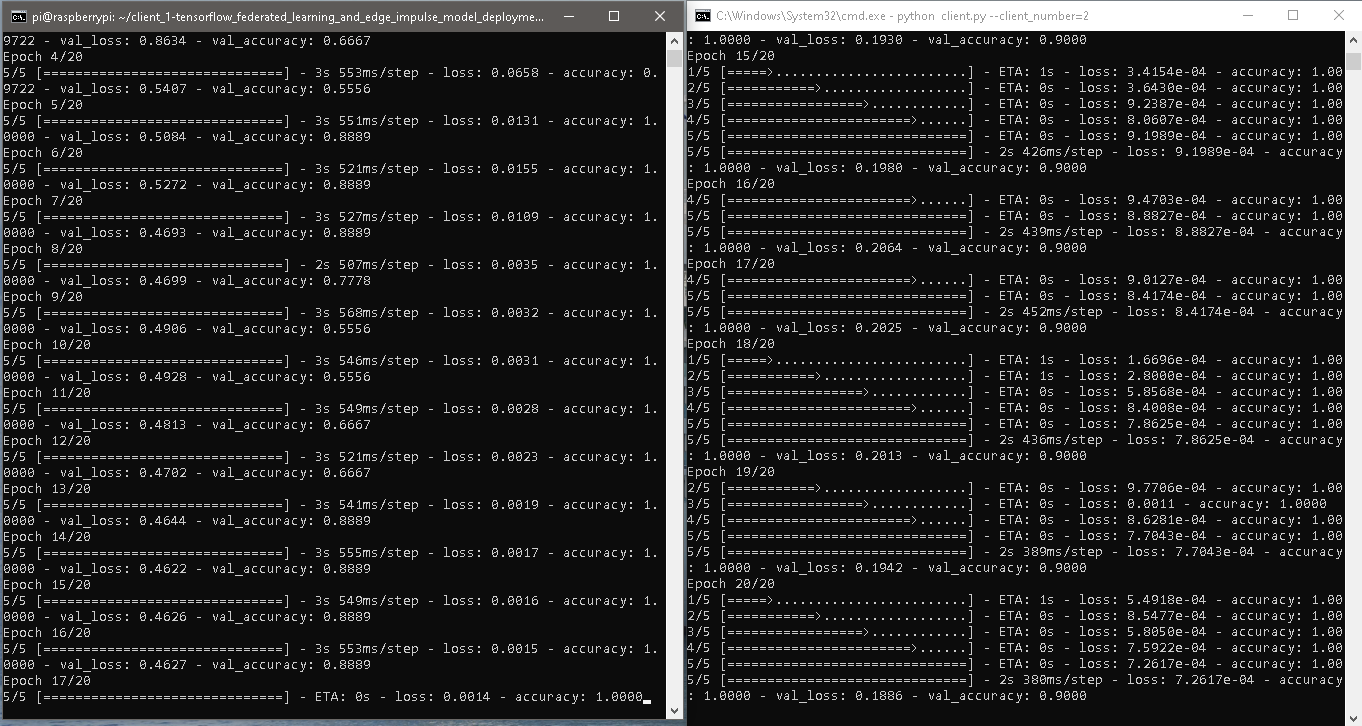 pi@raspberrypi: ~/client_1-tensorflow_federated_learning_and_edge_impulse_model_deployme...
9722 - val_loss: 0.8634 - val_accuracy: 0.6667
Epoch 4/20
5/5 [==============================] - 3s 553ms/step - loss: 0.0658 - accuracy: 0.
9722 - val_loss: 0.5407 - val_accuracy: 0.5556
Epoch 5/20
5/5 [==============================] - 3s 551ms/step - loss: 0.0131 - accuracy: 1.
0000 - val_loss: 0.5084 - val_accuracy: 0.8889
Epoch 6/20
5/5 [==============================] - 3s 521ms/step - loss: 0.0155 - accuracy: 1.
0000 - val_loss: 0.5272 - val_accuracy: 0.8889
Epoch 7/20
5/5 [==============================] - 3s 527ms/step - loss: 0.0109 - accuracy: 1.
0000 - val_loss: 0.4693 - val_accuracy: 0.8889
Epoch 8/20
5/5 [==============================] - 2s 507ms/step - loss: 0.0035 - accuracy: 1.
0000 - val_loss: 0.4699 - val_accuracy: 0.7778
Epoch 9/20
5/5 [==============================] - 3s 568ms/step - loss: 0.0032 - accuracy: 1.
0000 - val_loss: 0.4906 - val_accuracy: 0.5556
Epoch 10/20
5/5 [==============================] - 3s 546ms/step - loss: 0.0031 - accuracy: 1.
0000 - val_loss: 0.4928 - val_accuracy: 0.5556
Epoch 11/20
5/5 [==============================] - 3s 549ms/step - loss: 0.0028 - accuracy: 1.
0000 - val_loss: 0.4813 - val_accuracy: 0.6667
Epoch 12/20
5/5 [==============================] - 3s 521ms/step - loss: 0.0023 - accuracy: 1.
0000 - val_loss: 0.4702 - val_accuracy: 0.6667
Epoch 13/20
5/5 [==============================] - 3s 541ms/step - loss: 0.0019 - accuracy: 1.
0000 - val_loss: 0.4644 - val_accuracy: 0.8889
Epoch 14/20
5/5 [==============================] - 3s 555ms/step - loss: 0.0017 - accuracy: 1.
0000 - val_loss: 0.4622 - val_accuracy: 0.8889
Epoch 15/20
5/5 [==============================] - 3s 549ms/step - loss: 0.0016 - accuracy: 1.
0000 - val_loss: 0.4626 - val_accuracy: 0.8889
Epoch 16/20
5/5 [==============================] - 3s 553ms/step - loss: 0.0015 - accuracy: 1.
0000 - val_loss: 0.4627 - val_accuracy: 0.8889
Epoch 17/20
5/5 [==============================] - ETA: 0s - loss: 0.0014 - accuracy: 1.0000
C:\Windows\System32\cmd.exe - python client.py --client_number=2
: 1.0000 - val_loss: 0.1930 - val_accuracy: 0.9000
Epoch 15/20
1/5 [=====>........................] - ETA: 1s - loss: 3.4154e-04 - accuracy: 1.00
2/5 [===========>..................] - ETA: 0s - loss: 3.6430e-04 - accuracy: 1.00
3/5 [=================>............] - ETA: 0s - loss: 9.2387e-04 - accuracy: 1.00
4/5 [=======================>......] - ETA: 0s - loss: 8.0607e-04 - accuracy: 1.00
5/5 [==============================] - ETA: 0s - loss: 9.1989e-04 - accuracy: 1.00
5/5 [==============================] - 2s 426ms/step - loss: 9.1989e-04 - accuracy
: 1.0000 - val_loss: 0.1980 - val_accuracy: 0.9000
Epoch 16/20
4/5 [=======================>......] - ETA: 0s - loss: 9.4703e-04 - accuracy: 1.00
5/5 [==============================] - ETA: 0s - loss: 8.8827e-04 - accuracy: 1.00
5/5 [==============================] - 2s 439ms/step - loss: 8.8827e-04 - accuracy
: 1.0000 - val_loss: 0.2064 - val_accuracy: 0.9000
Epoch 17/20
4/5 [=======================>......] - ETA: 0s - loss: 9.0127e-04 - accuracy: 1.00
5/5 [==============================] - ETA: 0s - loss: 8.4174e-04 - accuracy: 1.00
5/5 [==============================] - 2s 452ms/step - loss: 8.4174e-04 - accuracy
: 1.0000 - val_loss: 0.2025 - val_accuracy: 0.9000
Epoch 18/20
1/5 [=====>........................] - ETA: 1s - loss: 1.6696e-04 - accuracy: 1.00
2/5 [===========>..................] - ETA: 1s - loss: 2.8000e-04 - accuracy: 1.00
3/5 [=================>............] - ETA: 0s - loss: 5.8568e-04 - accuracy: 1.00
4/5 [=======================>......] - ETA: 0s - loss: 8.4008e-04 - accuracy: 1.00
5/5 [==============================] - ETA: 0s - loss: 7.8625e-04 - accuracy: 1.00
5/5 [==============================] - 2s 436ms/step - loss: 7.8625e-04 - accuracy
: 1.0000 - val_loss: 0.2013 - val_accuracy: 0.9000
Epoch 19/20
2/5 [===========>..................] - ETA: 0s - loss: 9.7706e-04 - accuracy: 1.00
3/5 [=================>............] - ETA: 0s - loss: 0.0011 - accuracy: 1.0000
4/5 [=======================>......] - ETA: 0s - loss: 8.6281e-04 - accuracy: 1.00
5/5 [==============================] - ETA: 0s - loss: 7.7043e-04 - accuracy: 1.00
5/5 [==============================] - 2s 389ms/step - loss: 7.7043e-04 - accuracy
: 1.0000 - val_loss: 0.1942 - val_accuracy: 0.9000
Epoch 20/20
1/5 [=====>........................] - ETA: 1s - loss: 5.4918e-04 - accuracy: 1.00
2/5 [===========>..................] - ETA: 0s - loss: 8.5477e-04 - accuracy: 1.00
3/5 [=================>............] - ETA: 0s - loss: 5.8050e-04 - accuracy: 1.00
4/5 [=======================>......] - ETA: 0s - loss: 7.5922e-04 - accuracy: 1.00
5/5 [==============================] - ETA: 0s - loss: 7.2617e-04 - accuracy: 1.00
5/5 [==============================] - 2s 380ms/step - loss: 7.2617e-04 - accuracy
: 1.0000 - val_loss: 0.1886 - val_accuracy: 0.9000